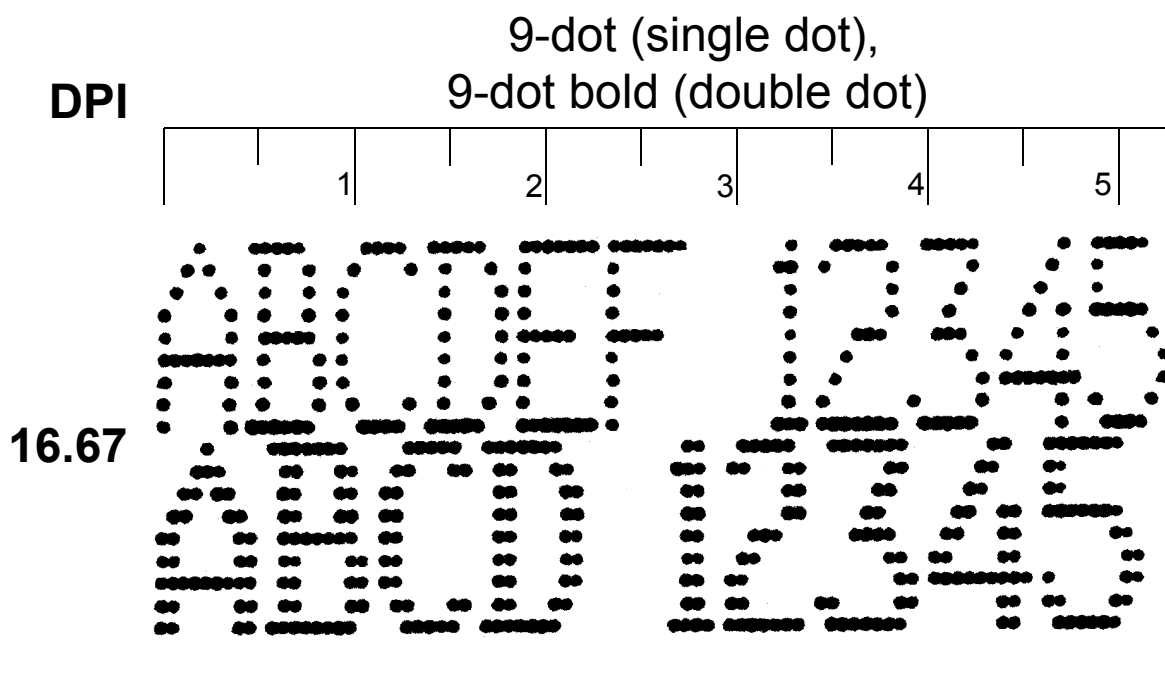 9-dot (single dot),
9-dot bold (double dot)
DPI
1 2 3 4 5
ABCDEF 12345
16.67
ABCD 12345